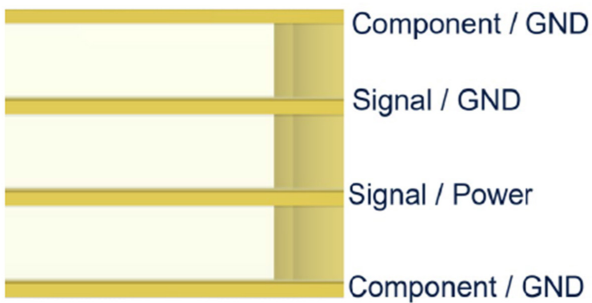 Component / GND
Signal / GND
Signal / Power
Component / GND